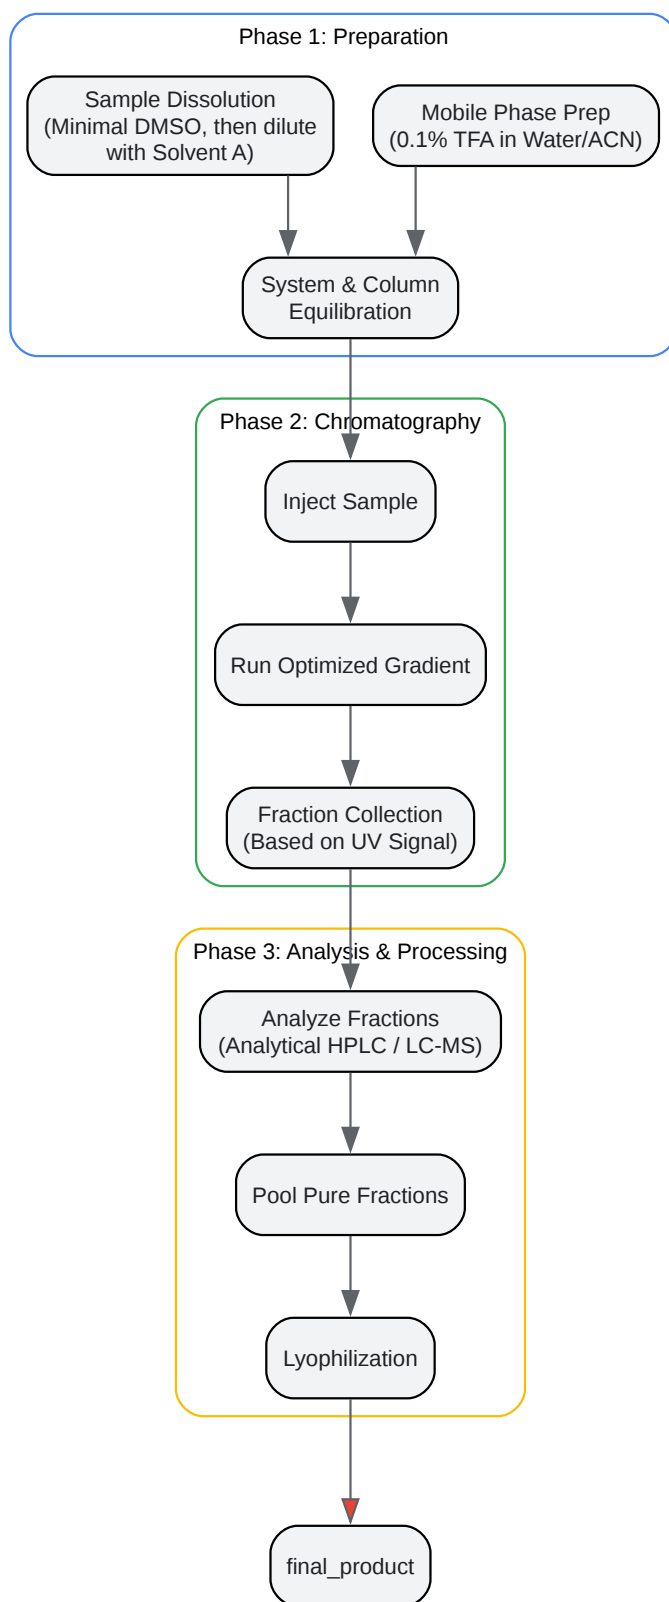 Phase 1: Preparation
Sample Dissolution
(Minimal DMSO, then dilute
with Solvent A)
Mobile Phase Prep
(0.1% TFA in Water/ACN)
System & Column
Equilibration
Phase 2: Chromatography
Inject Sample
Run Optimized Gradient
Fraction Collection
(Based on UV Signal)
Phase 3: Analysis & Processing
Analyze Fractions
(Analytical HPLC / LC-MS)
Pool Pure Fractions
Lyophilization
final_product